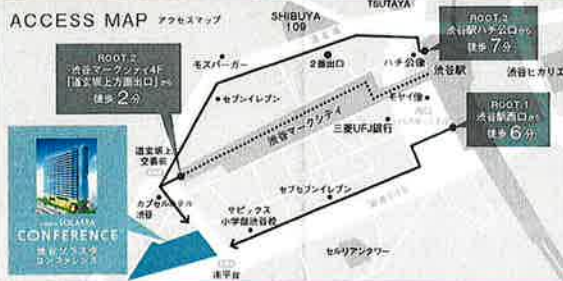 ACCESS MAP アクセスマップ
TSUTAYA
SHIBUYA
109
ROOT.3
渋谷駅ハチ公口から
徒歩7分
ROOT.2
渋谷マークシティ4F
「道玄坂上方面出口」から
徒歩2分
モスバーガー
2番出口
ハチ公像
渋谷駅
渋谷ヒカリエ
セブンイレブン
モヤイ像
ROOT.1
渋谷駅西口から
徒歩6分
渋谷マークシティ
三菱UFJ銀行
道玄坂上
交番前
カプセルホテル
渋谷
セブンイレブン
サピックス
小学部渋谷校
CONFERENCE
渋谷ソラスタ
コンファレンス
セルリアンタワー
南平台